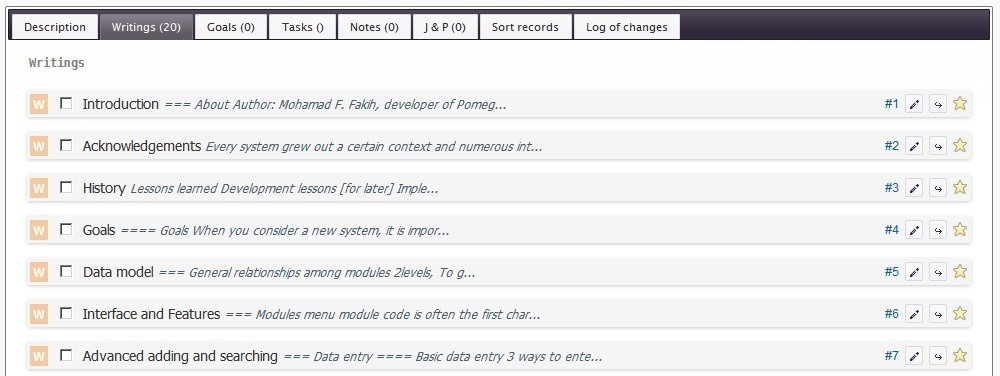 Description Writings (20) Goals (0) Tasks () Notes (0) J & P (0) Sort records Log of changes
Writings
W Introduction === About Author: Mohamad F. Fakih, developer of Pomeg... #1
W Acknowledgements Every system grew out a certain context and numerous int... #2
W History Lessons learned Development lessons [for later] Imple... #3
W Goals ==== Goals When you consider a new system, it is impor... #4
W Data model === General relationships among modules 2levels, To g... #5
W Interface and Features === Modules menu module code is often the first char... #6
W Advanced adding and searching === Data entry ==== Basic data entry 3 ways to ente... #7